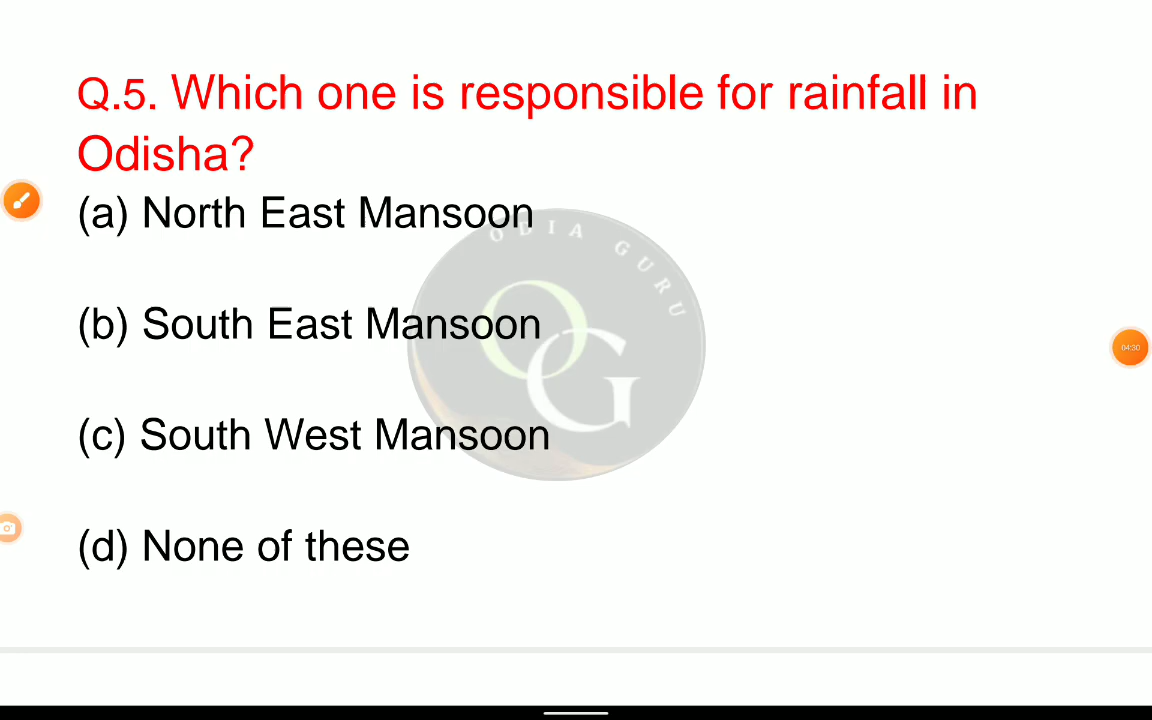 Q.5. Which one is responsible for rainfall in
Odisha?
(a) North East Mansoon
ODIA GURU
(b) South East Mansoon
OG
04:30
(c) South West Mansoon
(d) None of these